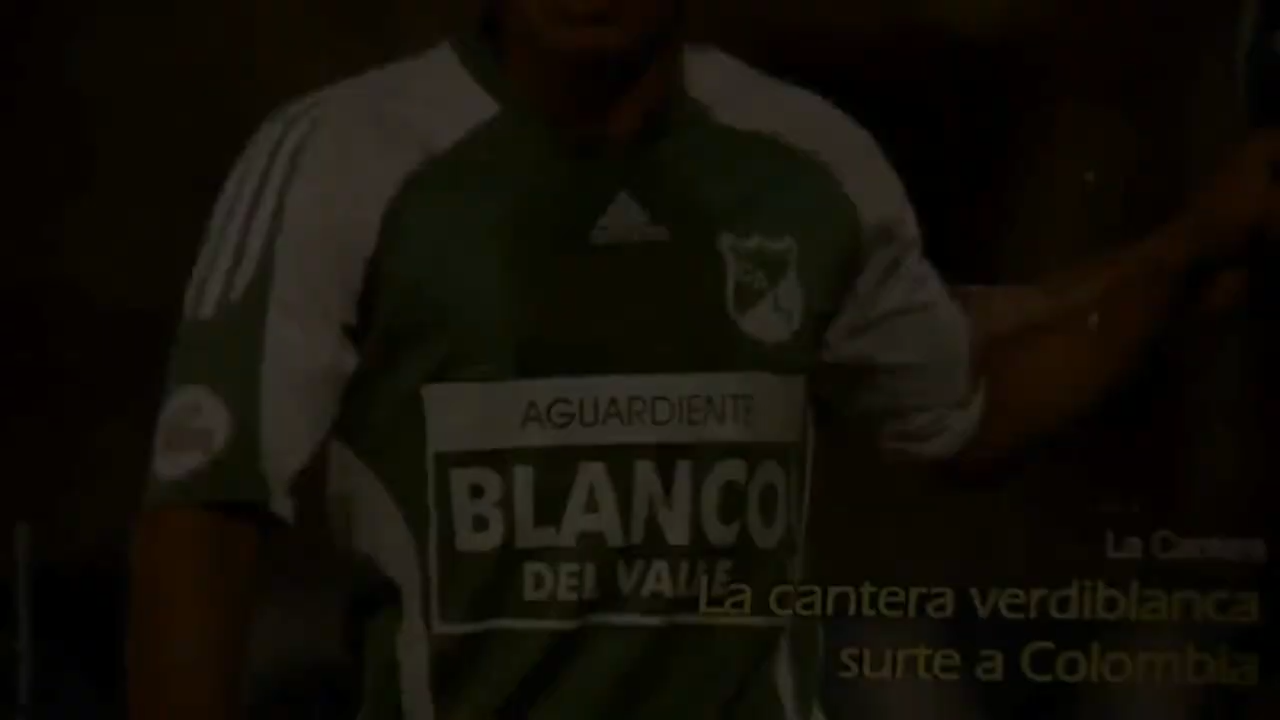 AGUARDIENTE
BLANCO
DEL VALLE
La Cantera
La cantera verdiblanca
surte a Colombia